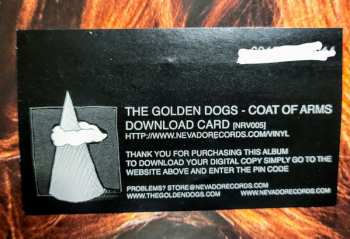 THE GOLDEN DOGS - COAT OF ARMS
DOWNLOAD CARD [NRV005]
HTTP://WWW.NEVADORECORDS.COM/VINYL
THANK YOU FOR PURCHASING THIS ALBUM
TO DOWNLOAD YOUR DIGITAL COPY SIMPLY GO TO THE
WEBSITE ABOVE AND ENTER THE PIN CODE
PROBLEMS? STORE@NEVADORECORDS.COM
WWW.THEGOLDENDOGS.COM WWW.NEVADORECORDS.COM